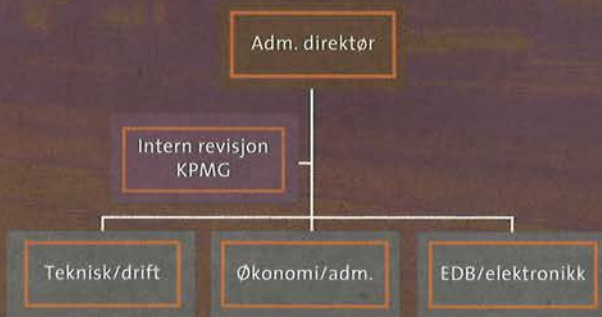 Adm. direktør
Intern revisjon
KPMG
Teknisk/drift
Økonomi/adm.
EDB/elektronikk